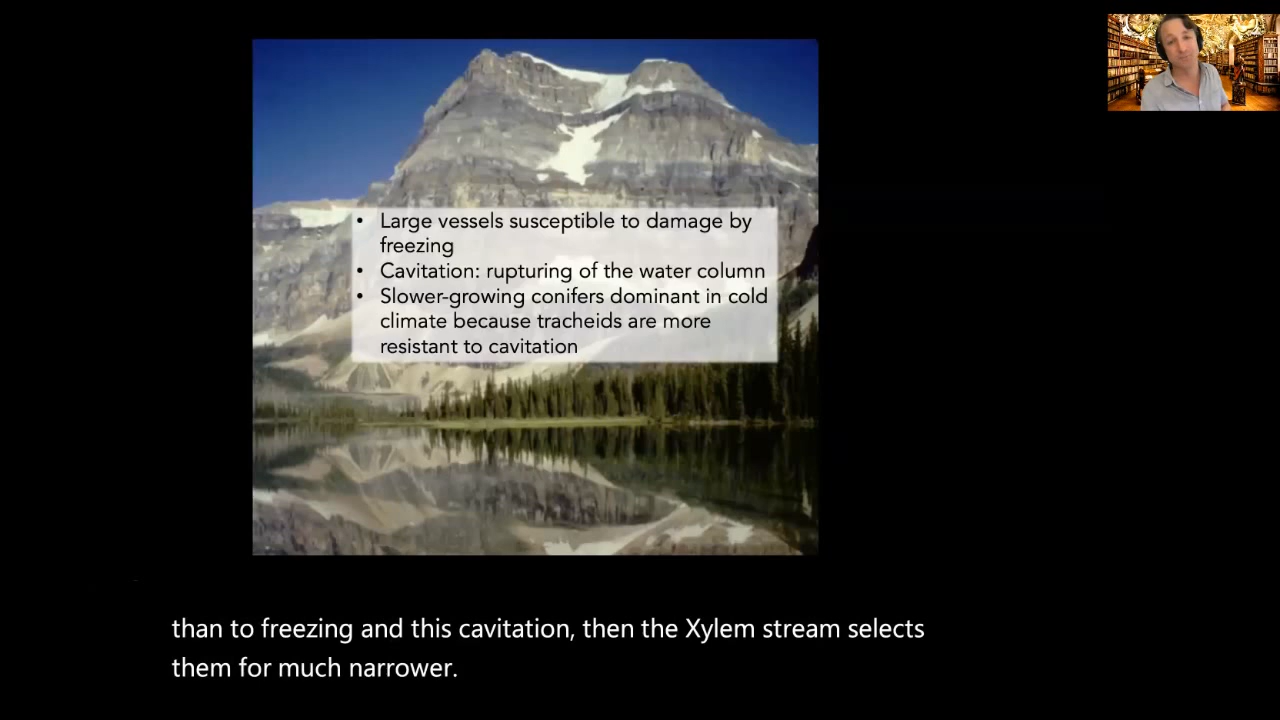 • Large vessels susceptible to damage by
freezing
• Cavitation: rupturing of the water column
• Slower-growing conifers dominant in cold
climate because tracheids are more
resistant to cavitation
than to freezing and this cavitation, then the Xylem stream selects
them for much narrower.